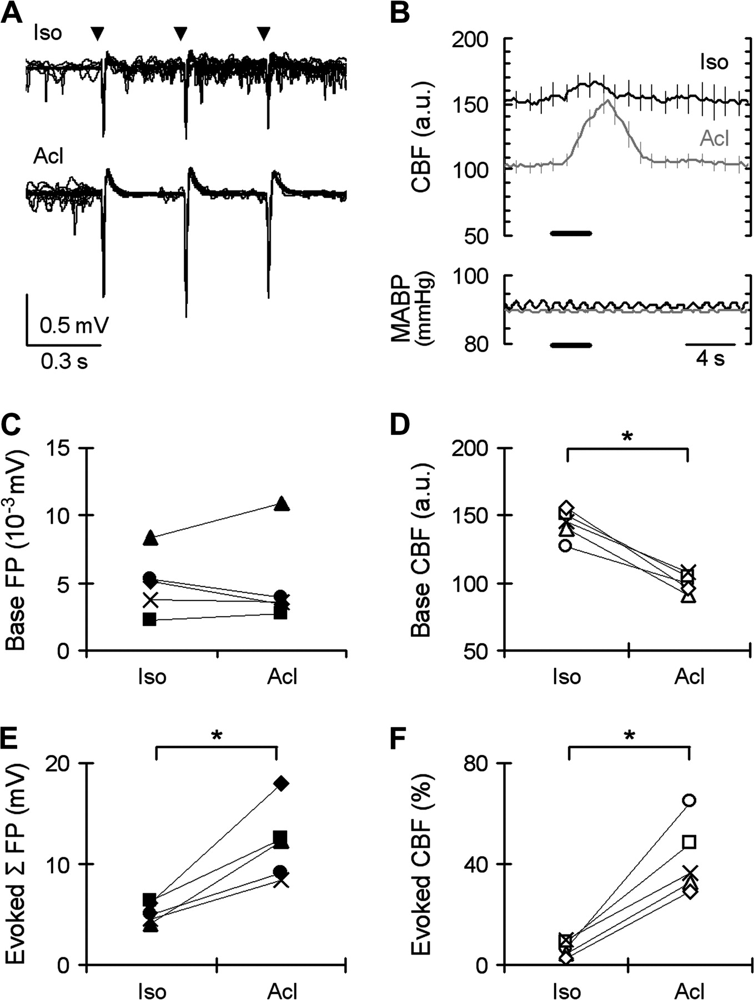 A
Iso
Acl
0.5 mV
0.3 s
B
200
150
100
50
CBF (a.u.)
Iso
Acl
100
80
MABP
(mmHg)
4 s
C
15
10
5
0
Base FP (10⁻³mV)
Iso Acl
D
*
200
150
100
50
Base CBF (a.u.)
Iso Acl
E
*
20
10
0
Evoked Σ FP (mV)
Iso Acl
F
*
80
40
0
Evoked CBF (%)
Iso Acl